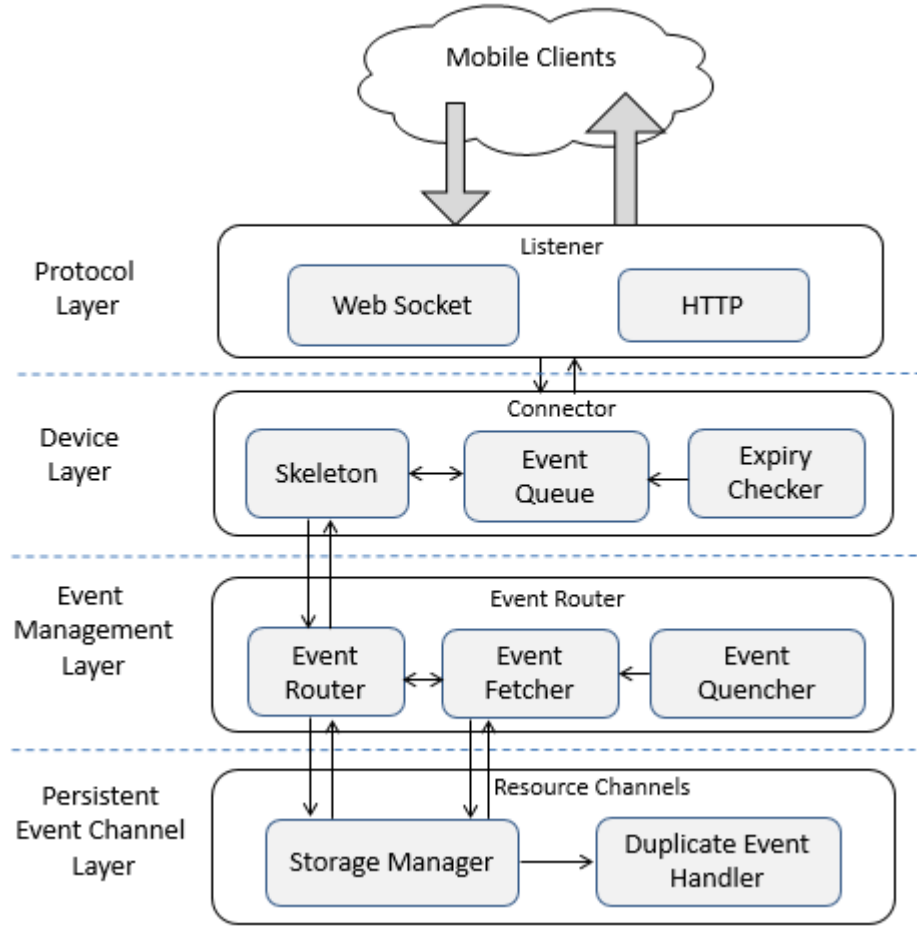 Mobile Clients
Protocol
Layer
Listener
Web Socket
HTTP
Device
Layer
Connector
Skeleton
Event
Queue
Expiry
Checker
Event
Management
Layer
Event Router
Event
Router
Event
Fetcher
Event
Quencher
Persistent
Event Channel
Layer
Resource Channels
Storage Manager
Duplicate Event
Handler